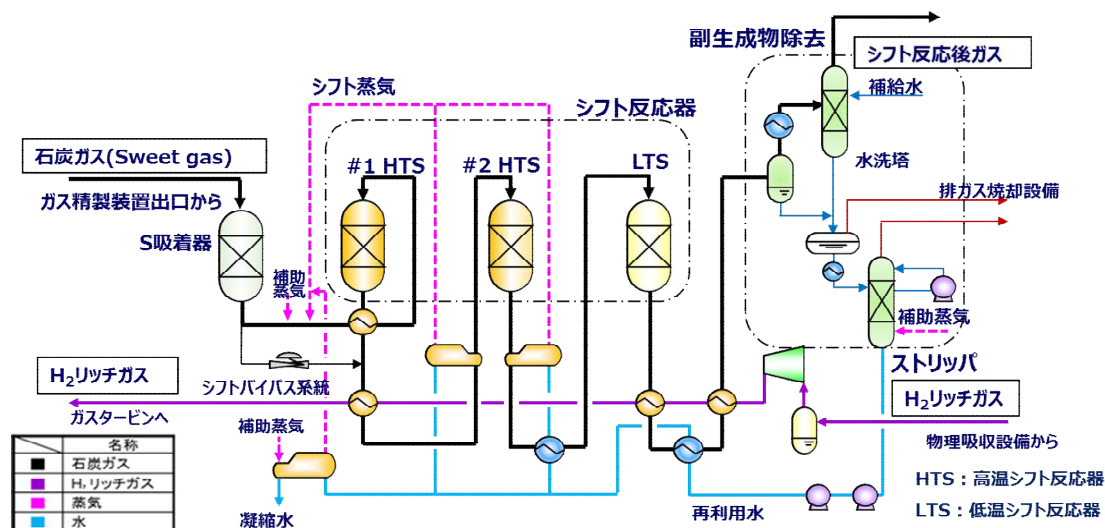 副生成物除去
シフト反応後ガス
シフト蒸気
シフト反応器
補給水
石炭ガス(Sweet gas)
#1 HTS
#2 HTS
LTS
水洗塔
ガス精製装置出口から
排ガス焼却設備
S吸着器
補助
蒸気
補助蒸気
ストリッパ
H₂リッチガス
シフトバイパス系統
H₂リッチガス
ガスタービンへ
補助蒸気
物理吸収設備から
名称
石炭ガス
H₂リッチガス
蒸気
水
凝縮水
再利用水
HTS：高温シフト反応器
LTS：低温シフト反応器